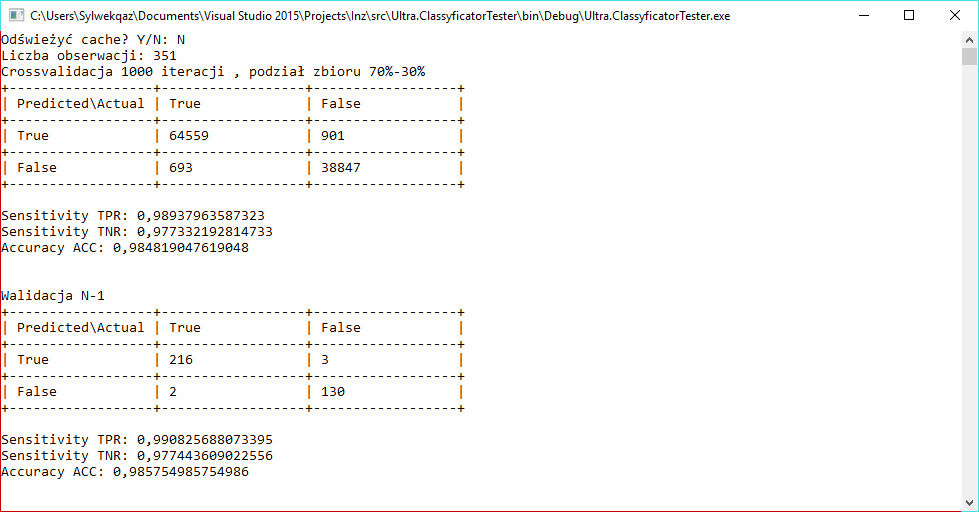 C:\Users\Sylwekqaz\Documents\Visual Studio 2015\Projects\Inz\src\Ultra.ClassyficatorTester\bin\Debug\Ultra.ClassyficatorTester.exe
Odświeżyć cache? Y/N: N
Liczba obserwacji: 351
Crossvalidacja 1000 iteracji , podział zbioru 70%-30%
+------------------+------------------+-----------------+
| Predicted\Actual | True             | False           |
+------------------+------------------+-----------------+
| True             | 64559            | 901             |
+------------------+------------------+-----------------+
| False            | 693              | 38847           |
+------------------+------------------+-----------------+
Sensitivity TPR: 0,98937963587323
Sensitivity TNR: 0,977332192814733
Accuracy ACC: 0,984819047619048
Walidacja N-1
+------------------+------------------+-----------------+
| Predicted\Actual | True             | False           |
+------------------+------------------+-----------------+
| True             | 216              | 3               |
+------------------+------------------+-----------------+
| False            | 2                | 130             |
+------------------+------------------+-----------------+
Sensitivity TPR: 0,990825688073395
Sensitivity TNR: 0,977443609022556
Accuracy ACC: 0,985754985754986